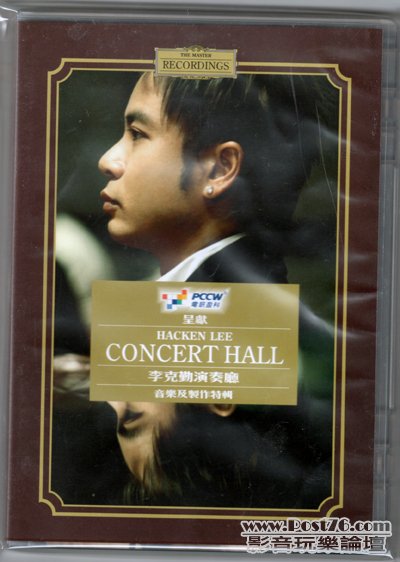 THE MASTER
RECORDINGS
PCCW
電訊盈科
呈獻
HACKEN LEE
CONCERT HALL
李克勤演奏廳
音樂及製作特輯
www.Post76.com
影音玩樂論壇